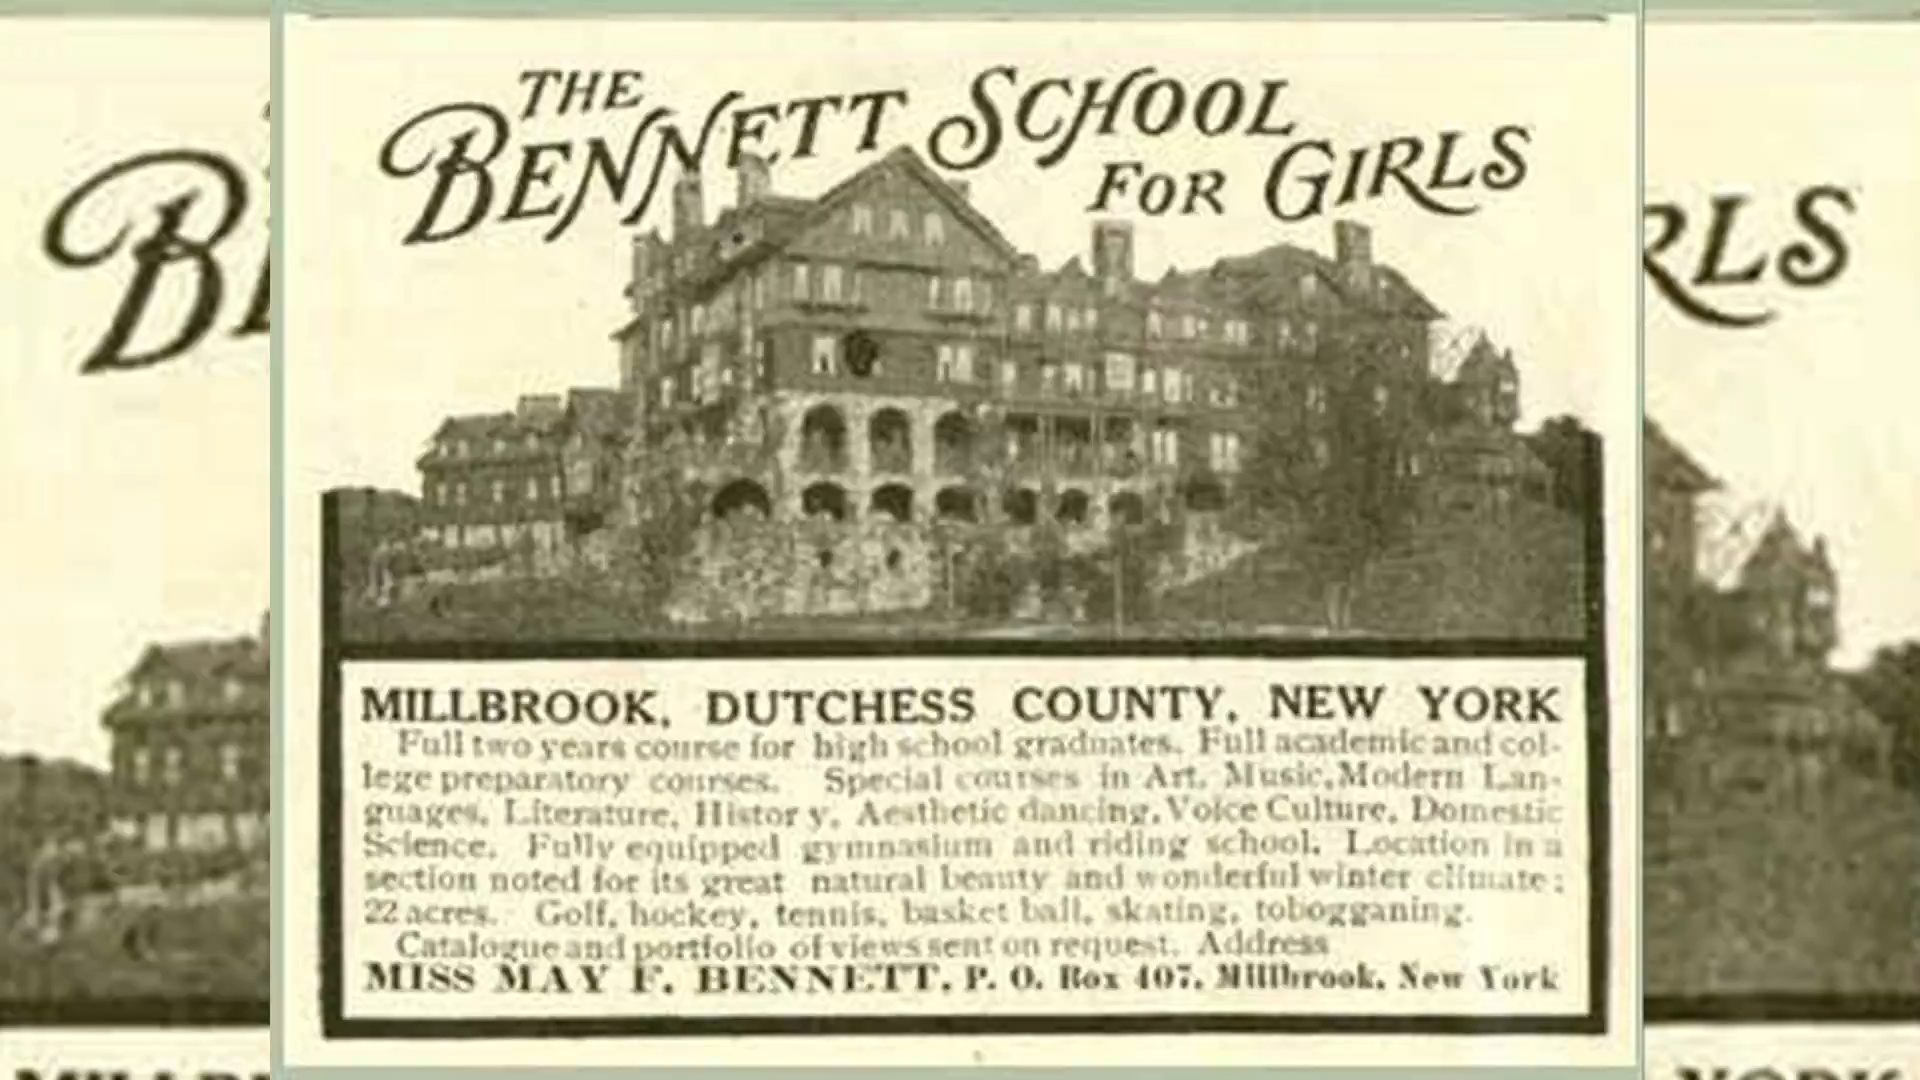 THE
BENNETT SCHOOL
FOR GIRLS
MILLBROOK, DUTCHESS COUNTY, NEW YORK
Full two years course for high school graduates. Full academic and col-
lege preparatory courses. Special courses in Art, Music, Modern Lan-
guages, Literature, History, Aesthetic dancing, Voice Culture, Domestic
Science. Fully equipped gymnasium and riding school. Location in a
section noted for its great natural beauty and wonderful winter climate;
22 acres. Golf, hockey, tennis, basket ball, skating, tobogganing.
Catalogue and portfolio of views sent on request. Address
MISS MAY F. BENNETT, P. O. Box 407, Millbrook, New York